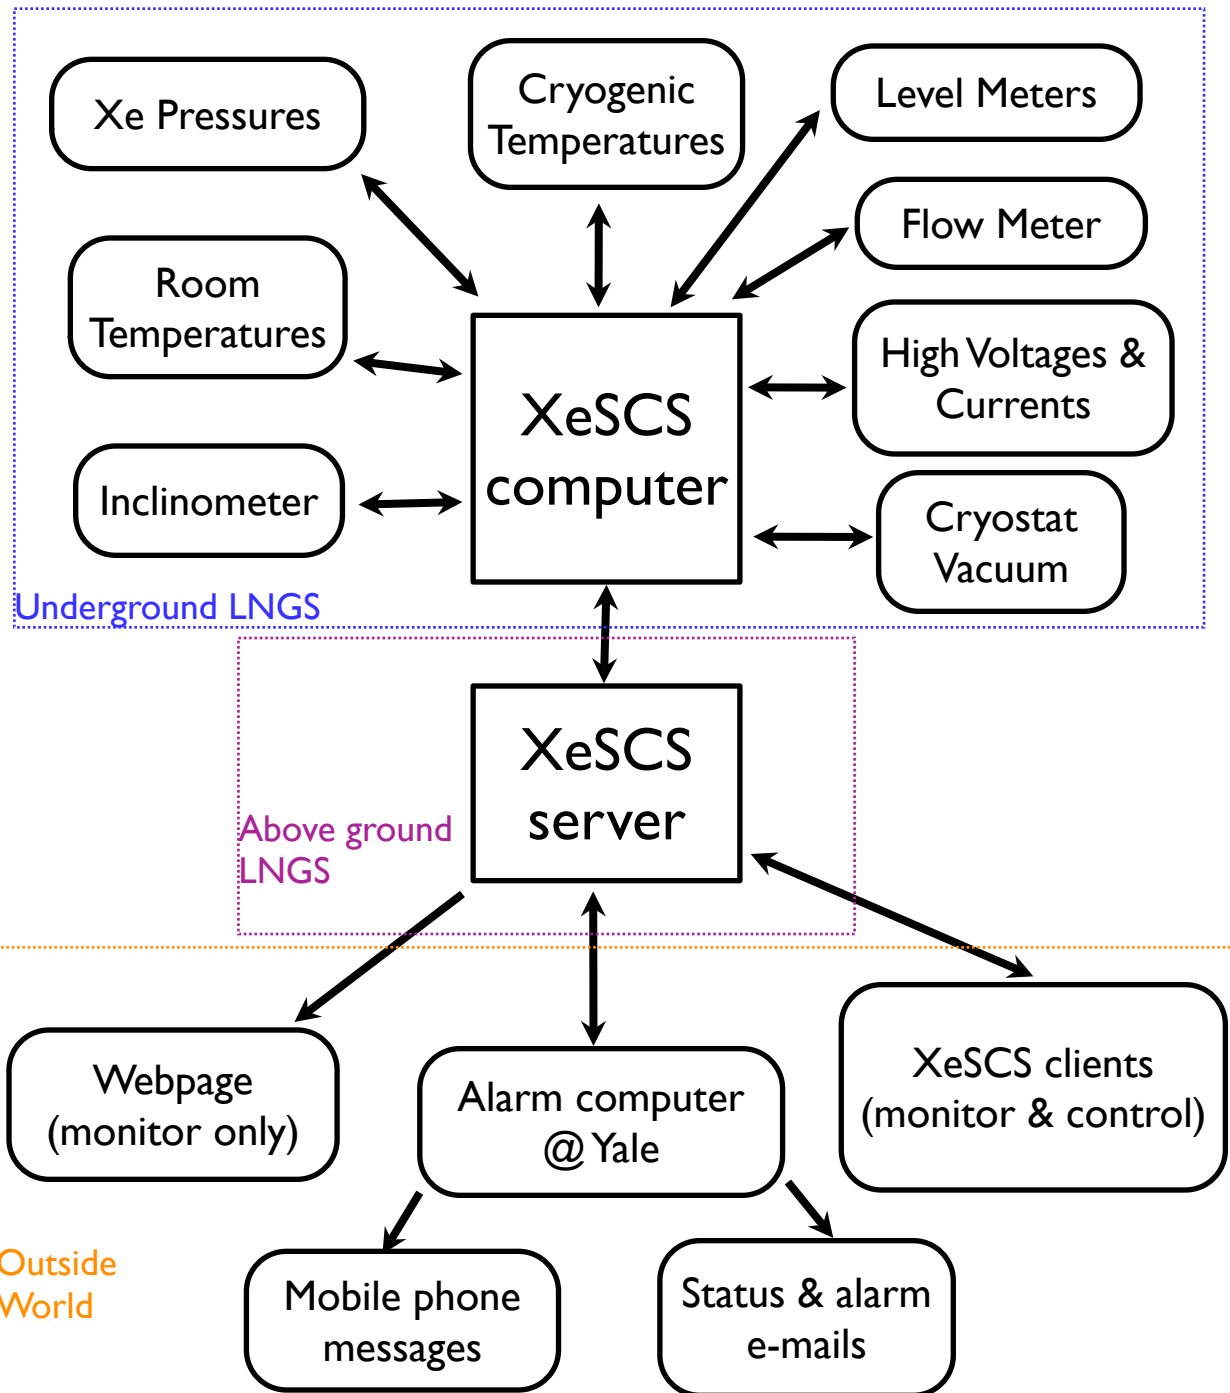 Xe Pressures
Cryogenic
Temperatures
Level Meters
Flow Meter
Room
Temperatures
High Voltages &
Currents
XeSCS
computer
Inclinometer
Cryostat
Vacuum
Underground LNGS
XeSCS
server
Above ground
LNGS
Webpage
(monitor only)
Alarm computer
@ Yale
XeSCS clients
(monitor & control)
Outside
World
Mobile phone
messages
Status & alarm
e-mails